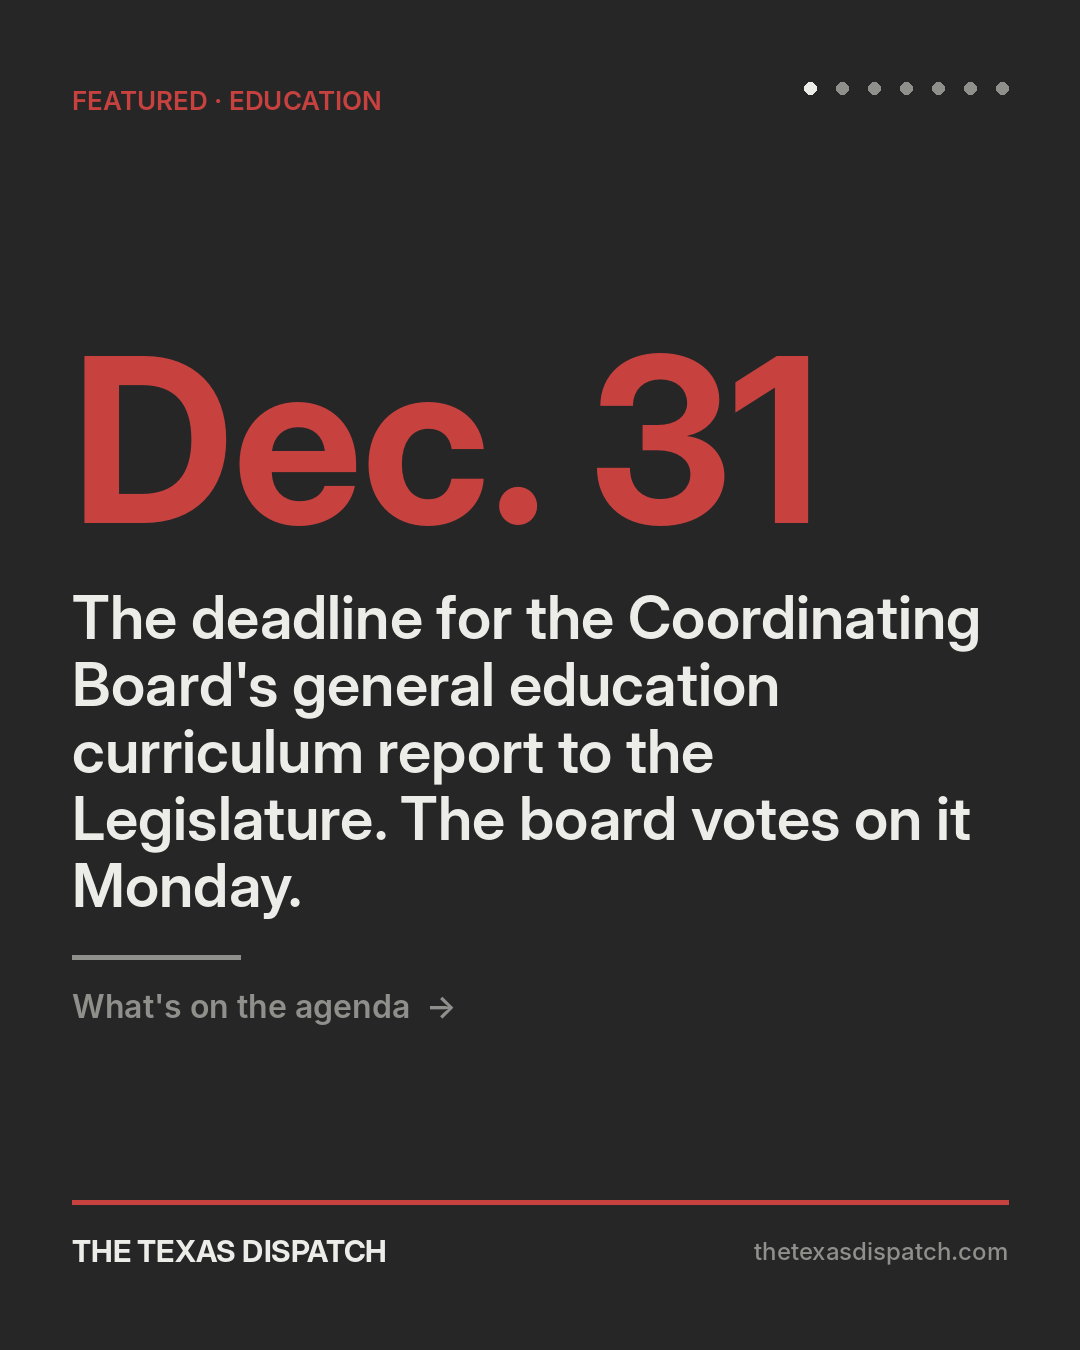 FEATURED · EDUCATION
Dec. 31
The deadline for the Coordinating
Board's general education
curriculum report to the
Legislature. The board votes on it
Monday.
What's on the agenda →
THE TEXAS DISPATCH
thetexasdispatch.com